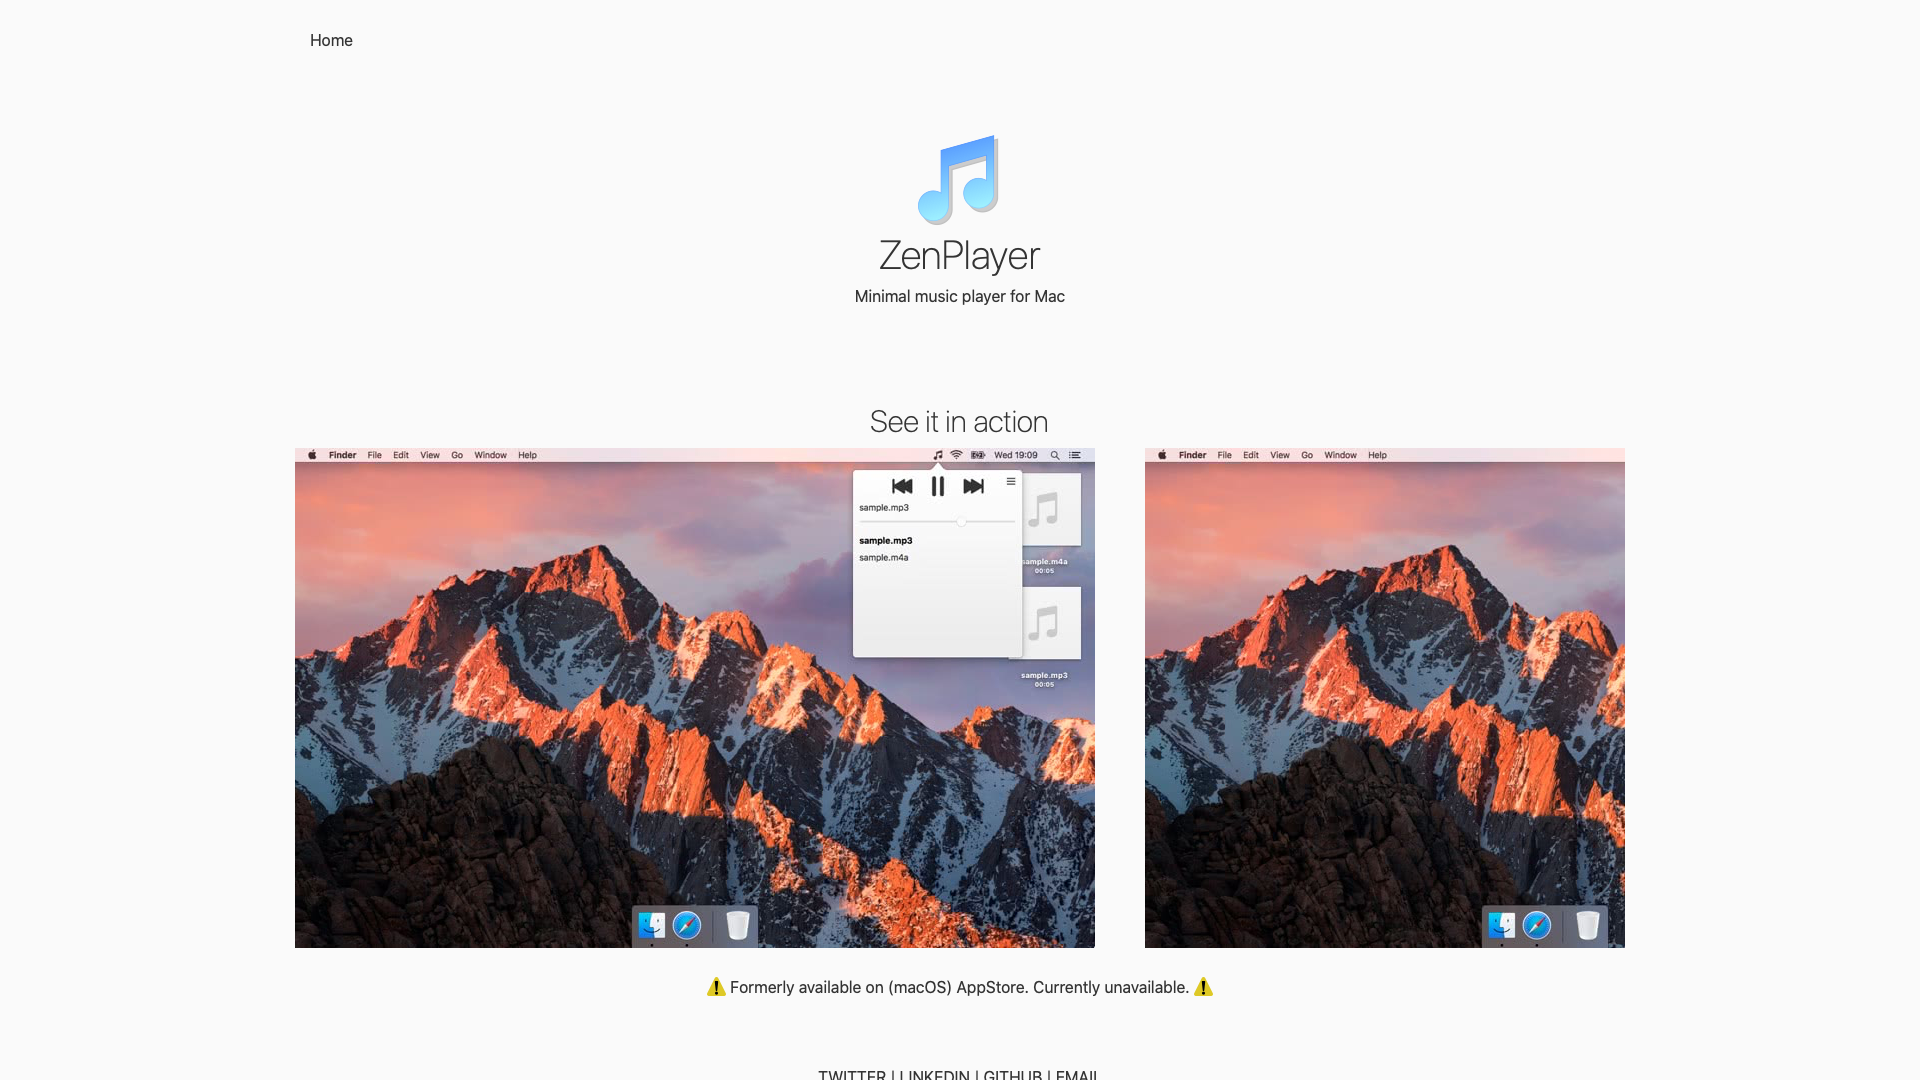 Home
ZenPlayer
Minimal music player for Mac
See it in action
Finder File Edit View Go Window Help
Wed 19:09
sample.mp3
sample.mp3
sample.m4a
sample.m4a
00:05
sample.mp3
00:05
Finder File Edit View Go Window Help
⚠️ Formerly available on (macOS) AppStore. Currently unavailable. ⚠️
TWITTER | LINKEDIN | GITHUB | EMAIL